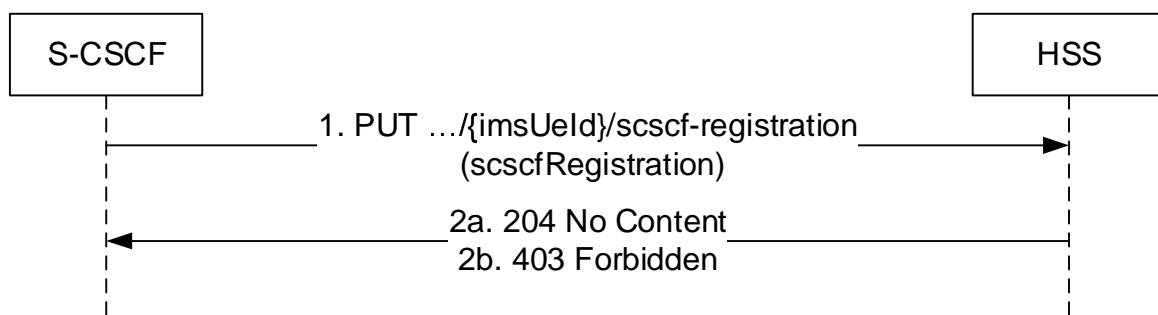 S-CSCF
HSS
1. PUT …/{imsUeId}/scscf-registration
(scscfRegistration)
2a. 204 No Content
2b. 403 Forbidden